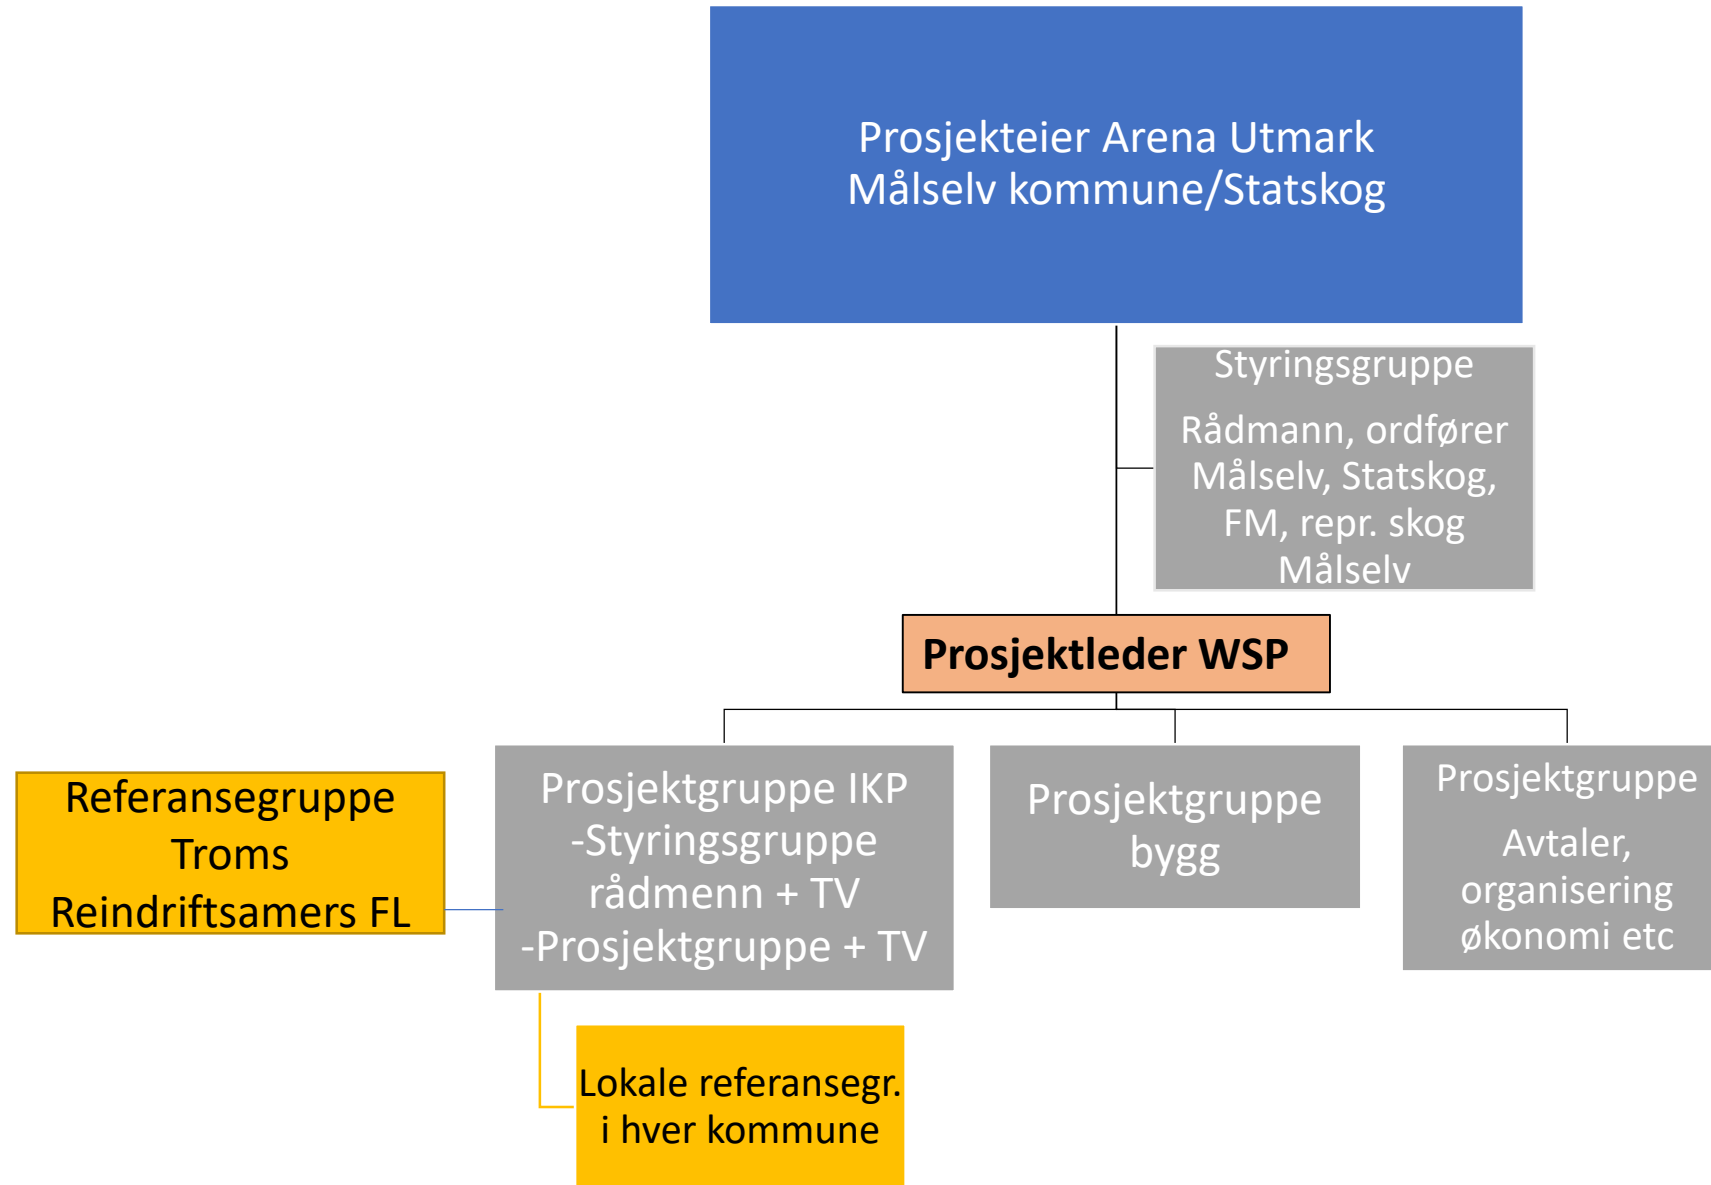 Prosjekteier Arena Utmark
Målselv kommune/Statskog
Styringsgruppe
Rådmann, ordfører
Målselv, Statskog,
FM, repr. skog
Målselv
Prosjektleder WSP
Referansegruppe
Troms
Reindriftsamers FL
Prosjektgruppe IKP
-Styringsgruppe
rådmenn + TV
-Prosjektgruppe + TV
Prosjektgruppe
bygg
Prosjektgruppe
Avtaler,
organisering
økonomi etc
Lokale referansegr.
i hver kommune